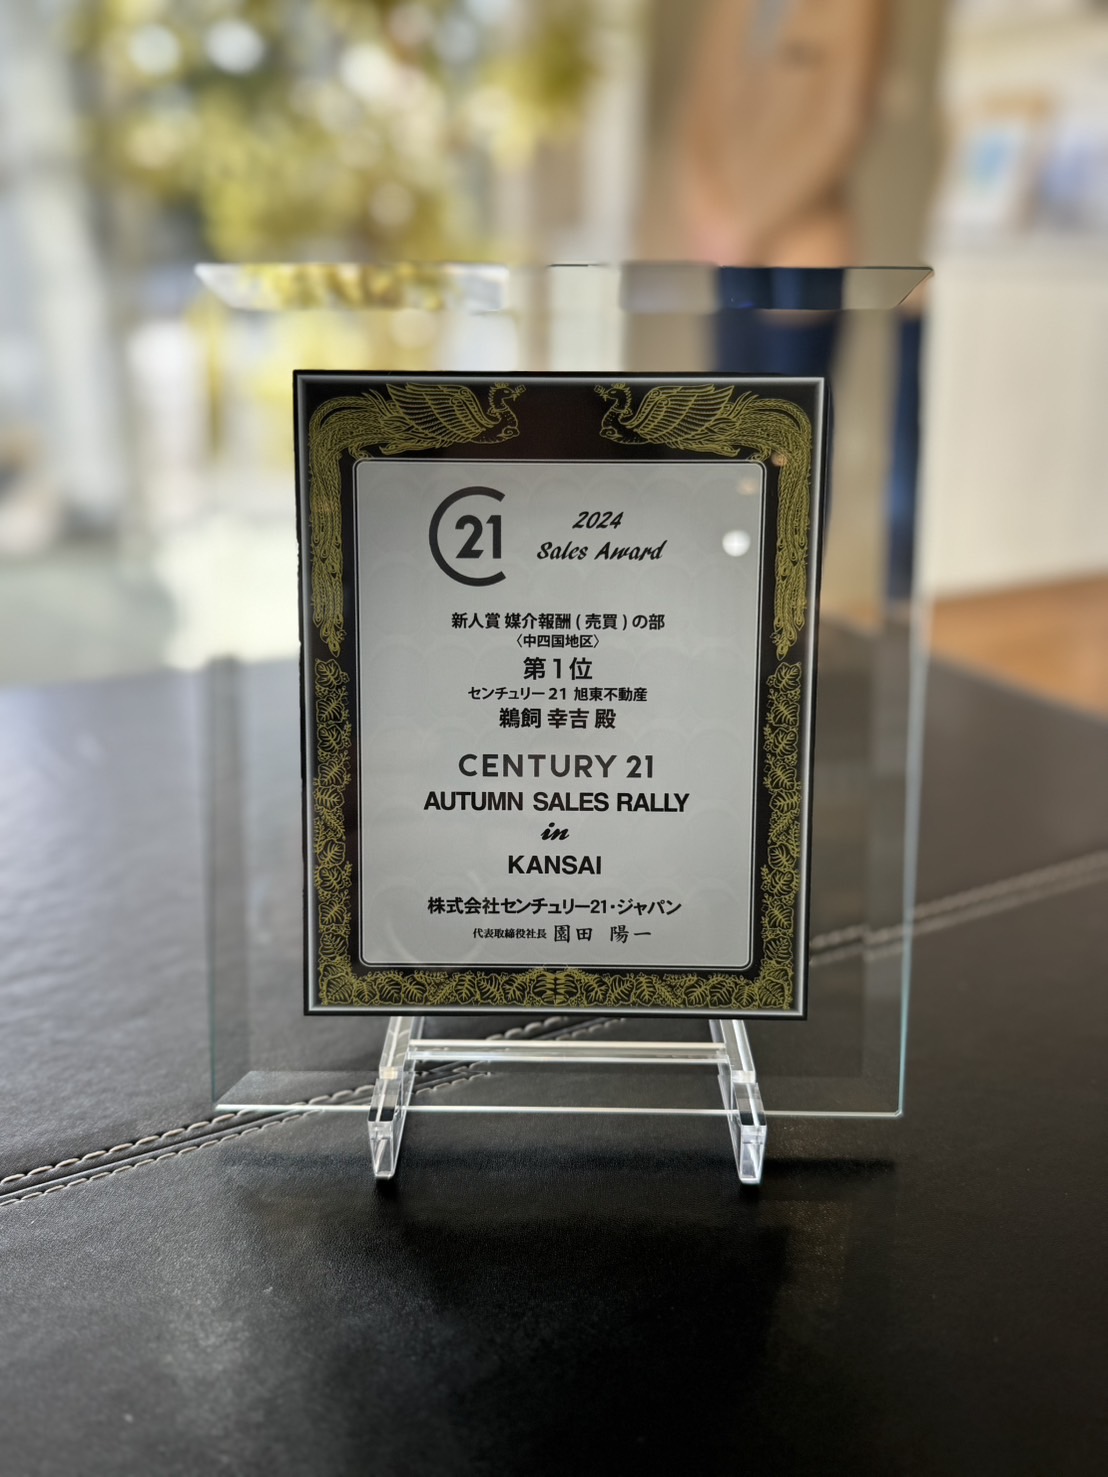 C21
2024
Sales Award
新人賞 媒介報酬 ( 売買 ) の部
〈中四国地区〉
第1位
センチュリー21 旭東不動産
鵜飼 幸吉 殿
CENTURY 21
AUTUMN SALES RALLY
in
KANSAI
株式会社センチュリー21・ジャパン
代表取締役社長 園田 陽一